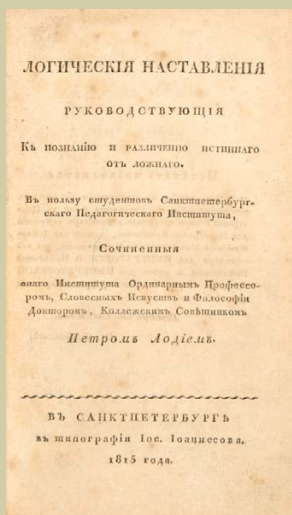 ЛОГИЧЕСКІЯ НАСТАВЛЕНІЯ
РУКОВОДСТВУЮЩІЯ
Къ познанію и различенію истиннаго
отъ ложнаго.
Въ пользу студентовъ Санктпетербург-
скаго Педагогическаго Института,
Сочиненныя
онаго Института Ординарнымъ Профессо-
ромъ, Словесныхъ Искуствъ и Философіи
Докторомъ, Коллежскимъ Совѣтникомъ
Петромъ Лодіемъ.
ВЪ САНКТПЕТЕРБУРГѢ
въ типографіи Іос. Іоаннесова.
1815 года.